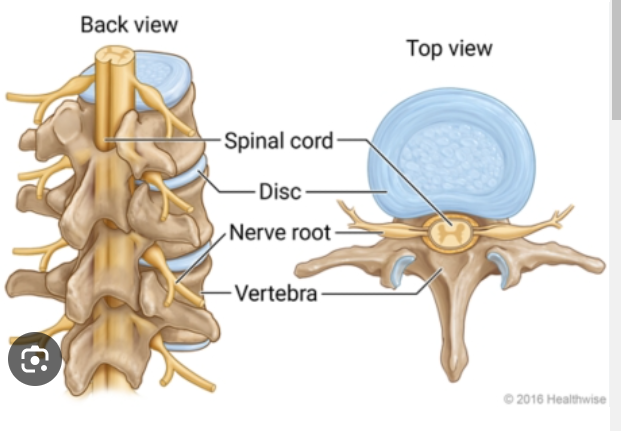 Back view
Top view
Spinal cord
Disc
Nerve root
Vertebra
© 2016 Healthwise